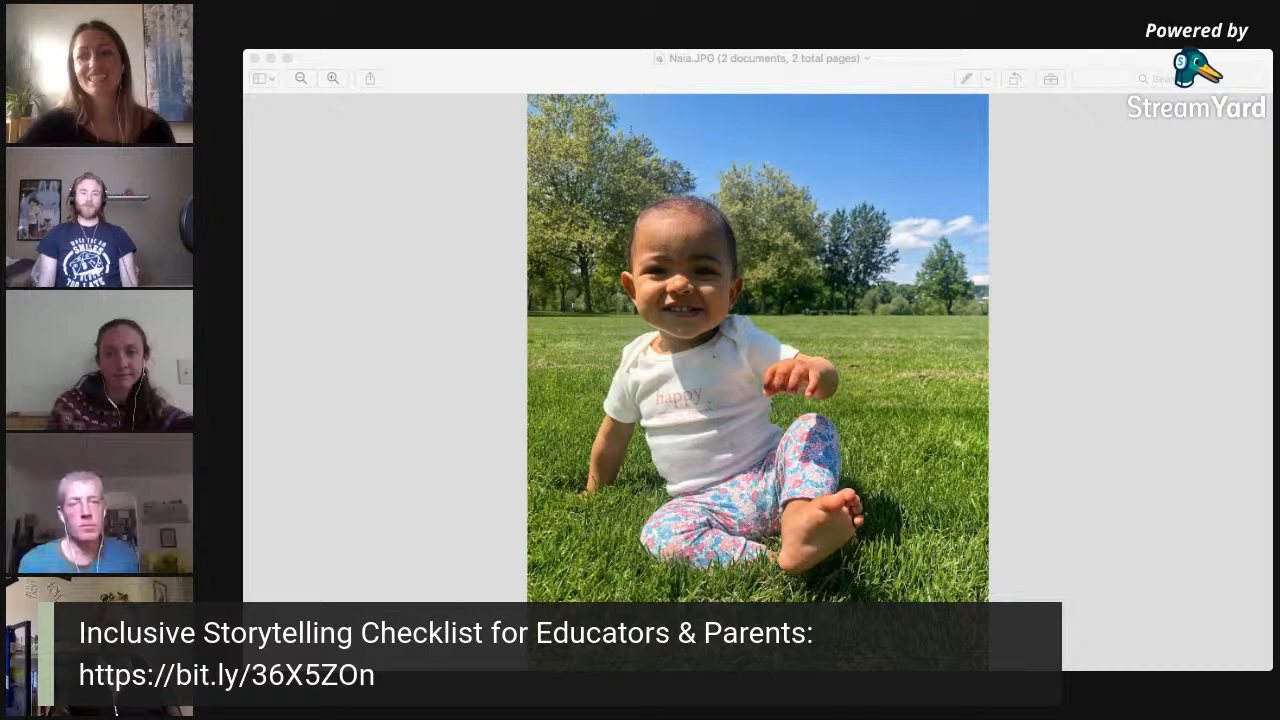 Powered by
StreamYard
Naia.JPG (2 documents, 2 total pages)
happy
Inclusive Storytelling Checklist for Educators & Parents:
https://bit.ly/36X5ZOn